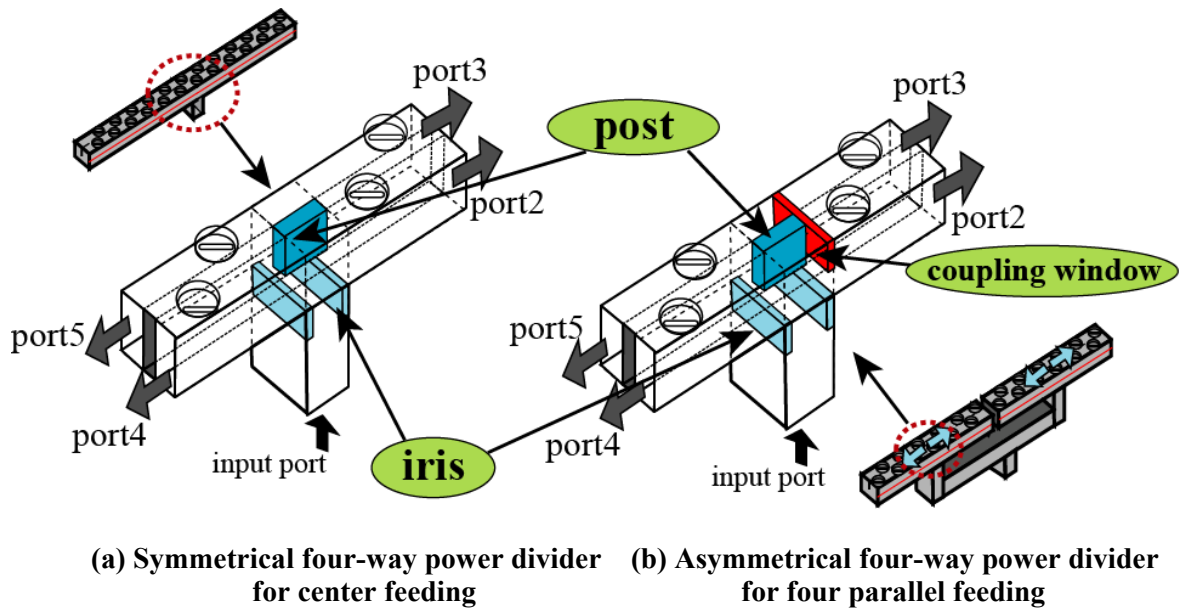 port3
post
port3
port2
port2
coupling window
port5
port5
port4
port4
input port
iris
input port
(a) Symmetrical four-way power divider
for center feeding
(b) Asymmetrical four-way power divider
for four parallel feeding